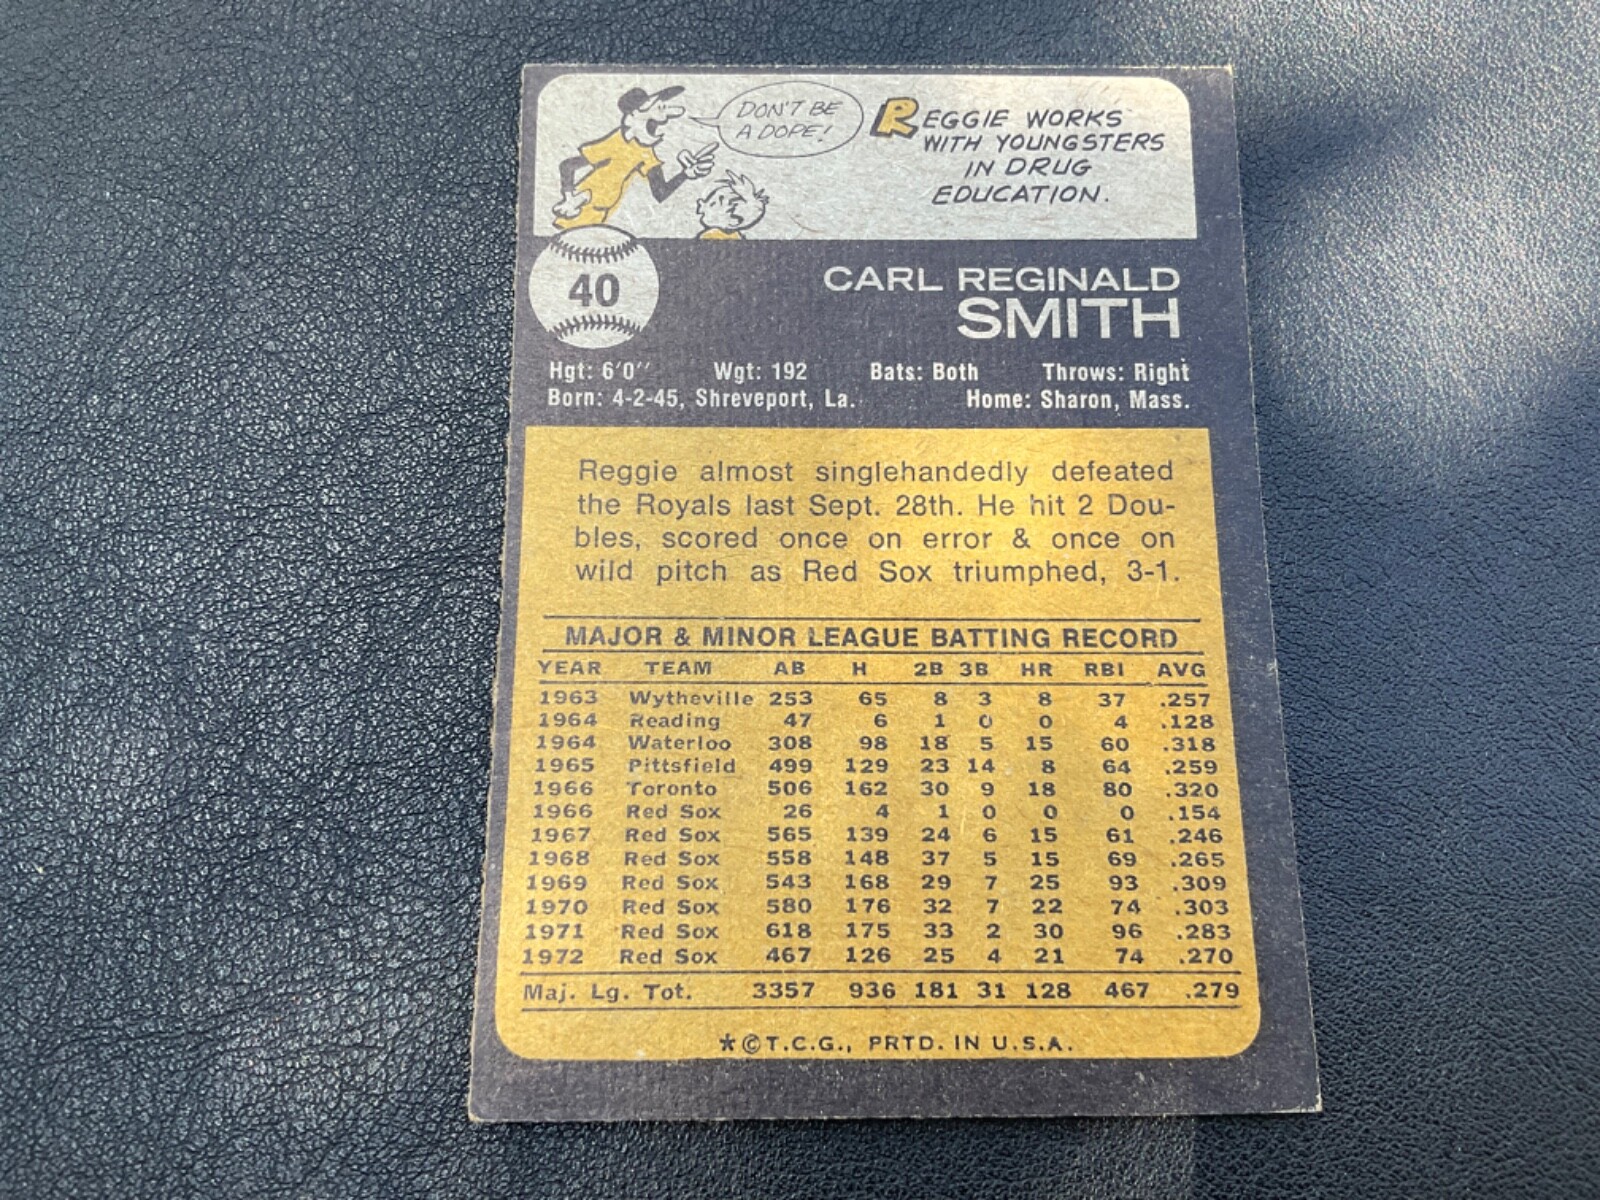 DON'T BE
A DOPE!
REGGIE WORKS
WITH YOUNGSTERS
IN DRUG
EDUCATION.
40
CARL REGINALD
SMITH
Hgt: 6'0" Wgt: 192 Bats: Both Throws: Right
Born: 4-2-45, Shreveport, La. Home: Sharon, Mass.
Reggie almost singlehandedly defeated
the Royals last Sept. 28th. He hit 2 Dou-
bles, scored once on error & once on
wild pitch as Red Sox triumphed, 3-1.
MAJOR & MINOR LEAGUE BATTING RECORD
YEAR TEAM AB H 2B 3B HR RBI AVG
1963 Wytheville 253 65 8 3 8 37 .257
1964 Reading 47 6 1 0 0 4 .128
1964 Waterloo 308 98 18 5 15 60 .318
1965 Pittsfield 499 129 23 14 8 64 .259
1966 Toronto 506 162 30 9 18 80 .320
1966 Red Sox 26 4 1 0 0 0 .154
1967 Red Sox 565 139 24 6 15 61 .246
1968 Red Sox 558 148 37 5 15 69 .265
1969 Red Sox 543 168 29 7 25 93 .309
1970 Red Sox 580 176 32 7 22 74 .303
1971 Red Sox 618 175 33 2 30 96 .283
1972 Red Sox 467 126 25 4 21 74 .270
Maj. Lg. Tot. 3357 936 181 31 128 467 .279
★©T.C.G., PRTD. IN U.S.A.